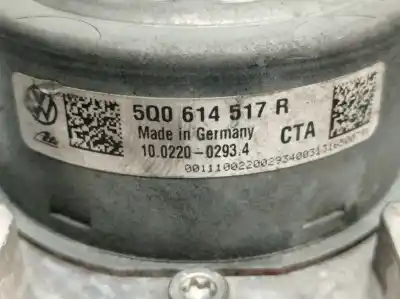 5Q0 614 517 R
Made in Germany
CTA
10.0220-0293.4